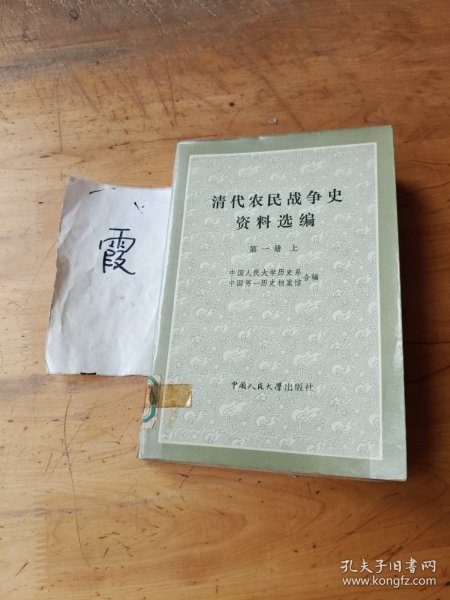 霞
清代农民战争史
资料选编
第一册 上
中国人民大学历史系
中国第一历史档案馆 合编
中国人民大学出版社
孔夫子旧书网
www.kongfz.com